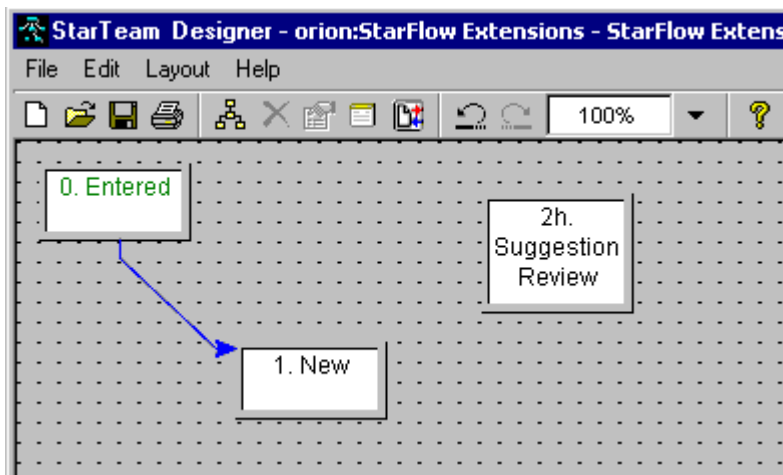 StarTeam Designer - orion:StarFlow Extensions - StarFlow Extens
File Edit Layout Help
100%
0. Entered
2h.
Suggestion
Review
1. New